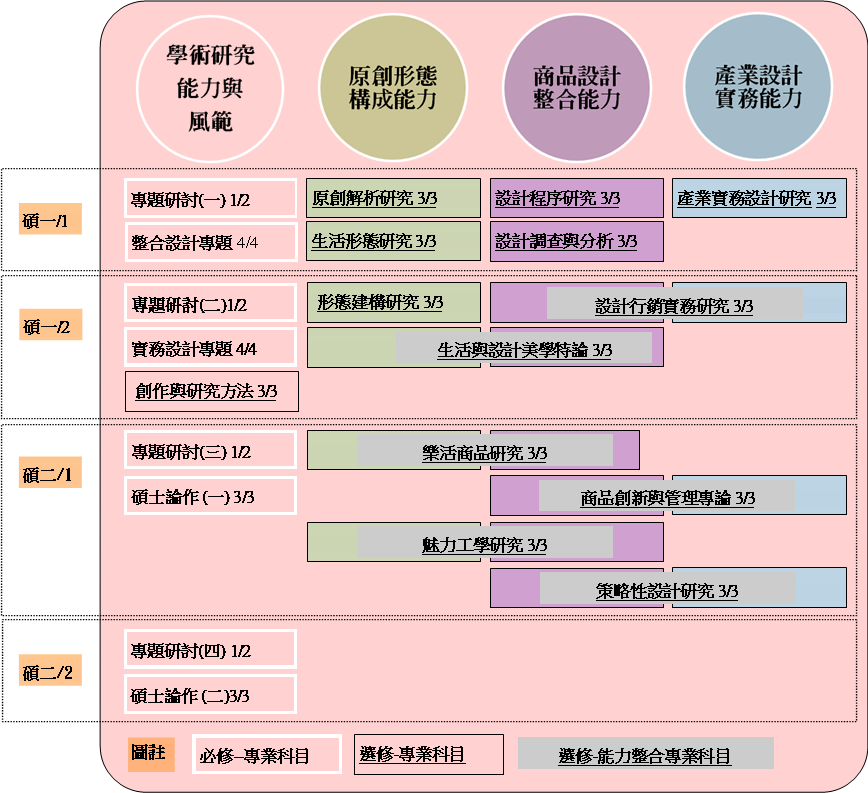 學術研究
能力與
風範
原創形態
構成能力
商品設計
整合能力
產業設計
實務能力
碩一/1
專題研討(一) 1/2
原創解析研究 3/3
設計程序研究 3/3
產業實務設計研究 3/3
整合設計專題 4/4
生活形態研究 3/3
設計調查與分析 3/3
碩一/2
專題研討(二)1/2
形態建構研究 3/3
設計行銷實務研究 3/3
實務設計專題 4/4
生活與設計美學特論 3/3
創作與研究方法 3/3
碩二/1
專題研討(三) 1/2
樂活商品研究 3/3
碩士論作 (一) 3/3
商品創新與管理專論 3/3
魅力工學研究 3/3
策略性設計研究 3/3
碩二/2
專題研討(四) 1/2
碩士論作 (二)3/3
圖註
必修–專業科目
選修-專業科目
選修-能力整合專業科目